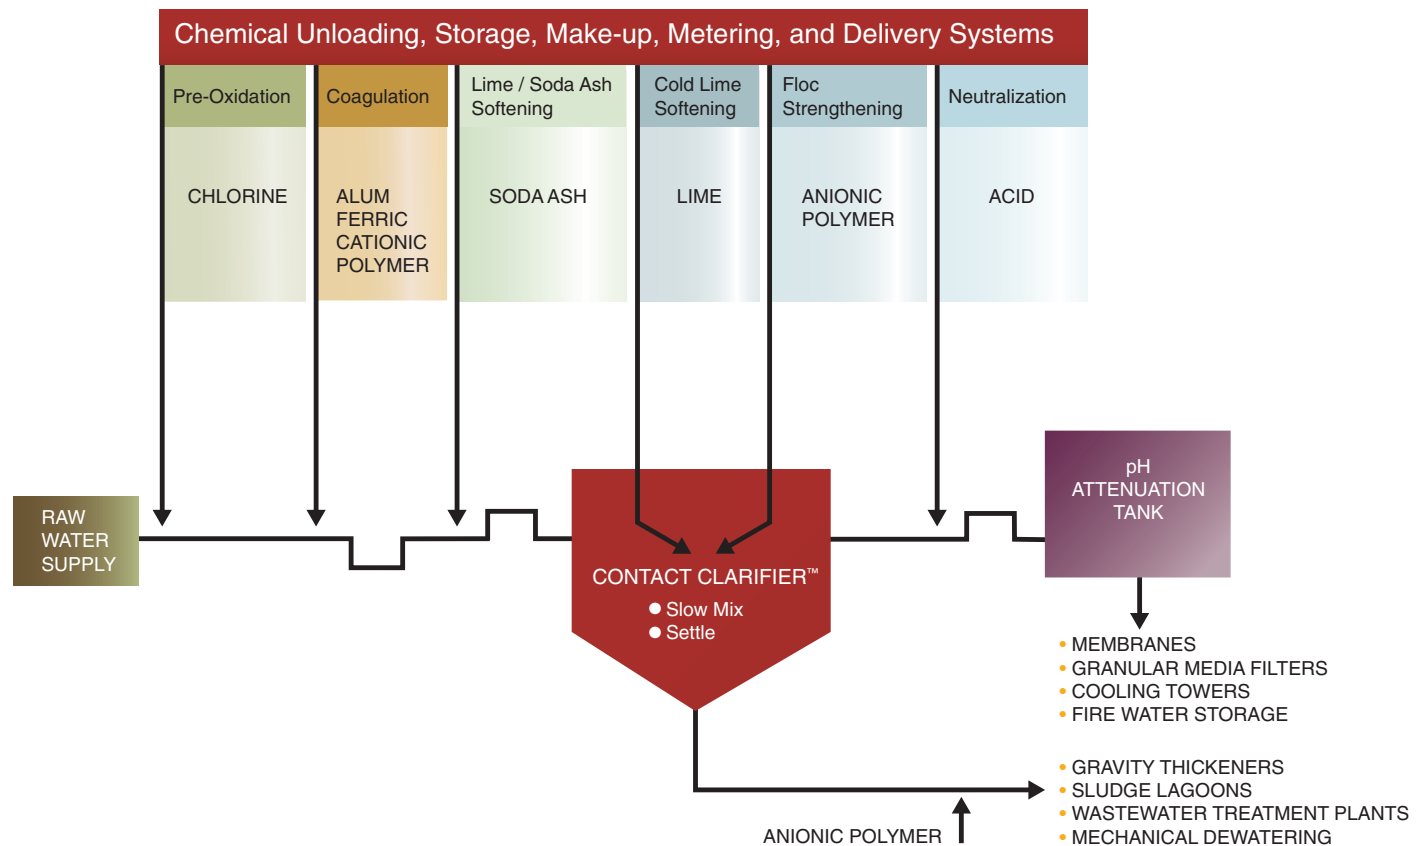 Chemical Unloading, Storage, Make-up, Metering, and Delivery Systems
Pre-Oxidation
Coagulation
Lime / Soda Ash
Softening
Cold Lime
Softening
Floc
Strengthening
Neutralization
CHLORINE
ALUM
FERRIC
CATIONIC
POLYMER
SODA ASH
LIME
ANIONIC
POLYMER
ACID
RAW
WATER
SUPPLY
CONTACT CLARIFIER™
● Slow Mix
● Settle
pH
ATTENUATION
TANK
• MEMBRANES
• GRANULAR MEDIA FILTERS
• COOLING TOWERS
• FIRE WATER STORAGE
• GRAVITY THICKENERS
• SLUDGE LAGOONS
• WASTEWATER TREATMENT PLANTS
• MECHANICAL DEWATERING
ANIONIC POLYMER